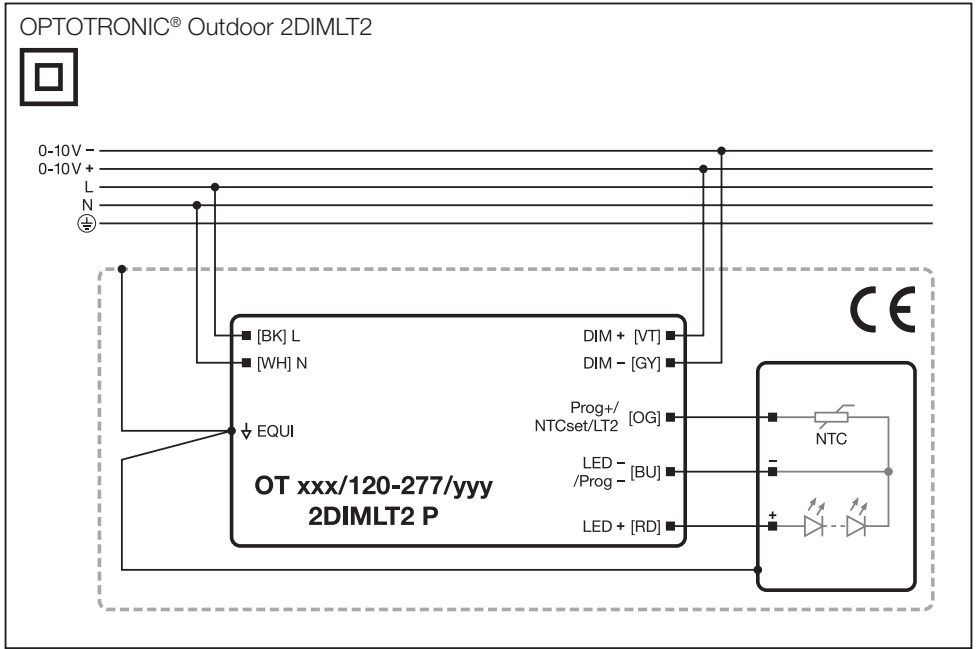 OPTOTRONIC® Outdoor 2DIMLT2
0-10V −
0-10V +
L
N
CE
[BK] L
[WH] N
EQUI
DIM + [VT]
DIM − [GY]
Prog+/
NTCset/LT2 [OG]
LED −
/Prog − [BU]
LED + [RD]
OT xxx/120-277/yyy
2DIMLT2 P
NTC
−
+